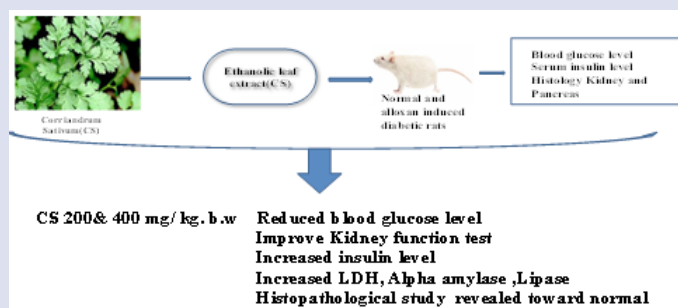 Corriandrum
Sativum(CS)
Ethanolic leaf
extract(CS)
Normal and
alloxan induced
diabetic rats
Blood glucose level
Serum insulin level
Histology Kidney and
Pancreas
CS 200& 400 mg/ kg. b.w
Reduced blood glucose level
Improve Kidney function test
Increased insulin level
Increased LDH, Alpha amylase ,Lipase
Histopathological study revealed toward normal